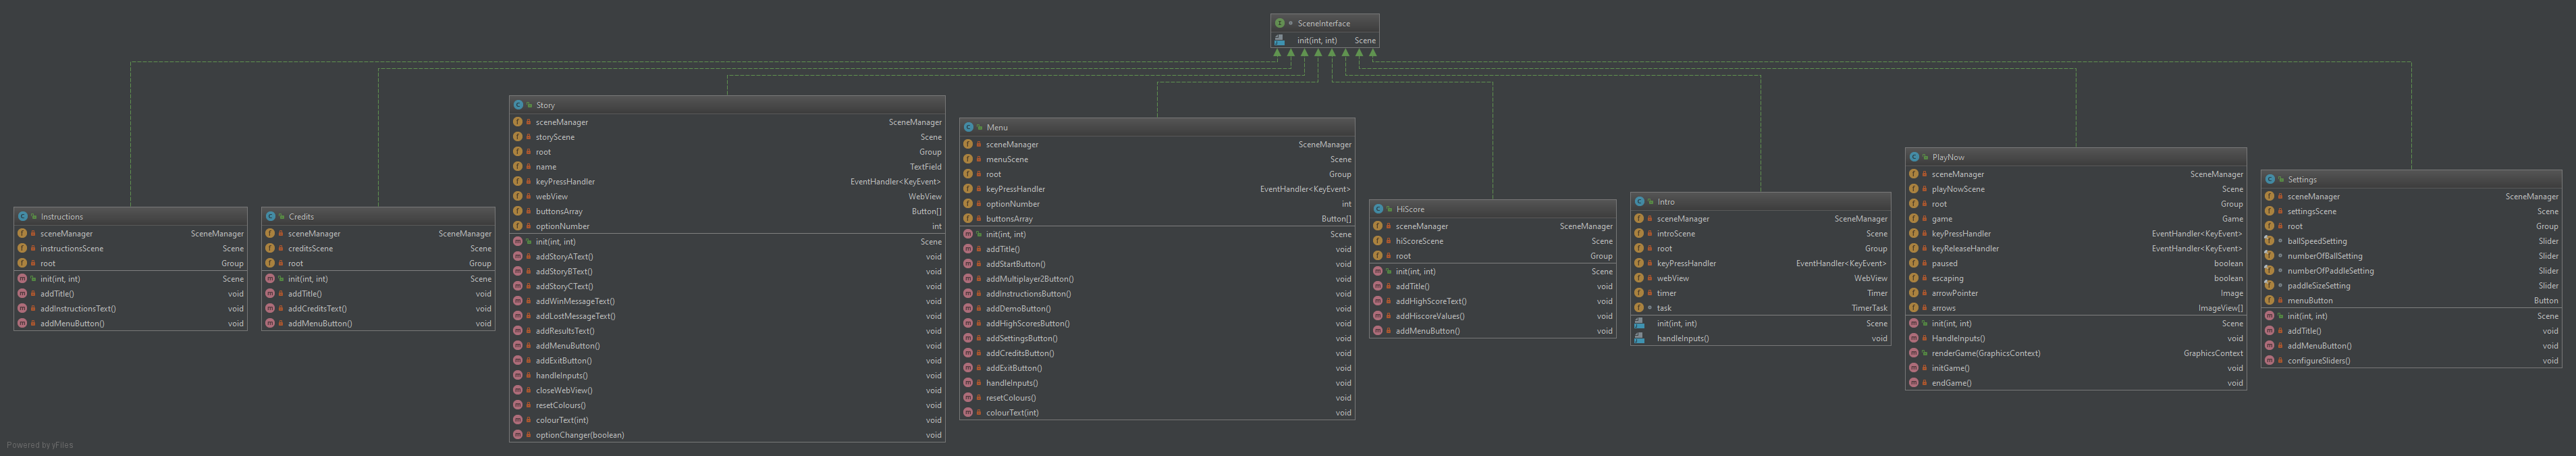 SceneInterface
init(int, int) Scene
Instructions
sceneManager SceneManager
instructionsScene Scene
root Group
init(int, int) Scene
addTitle() void
addInstructionsText() void
addMenuButton() void
Credits
sceneManager SceneManager
creditsScene Scene
root Group
init(int, int) Scene
addTitle() void
addCreditsText() void
addMenuButton() void
Story
sceneManager SceneManager
storyScene Scene
root Group
name TextField
keyPressHandler EventHandler<KeyEvent>
webView WebView
buttonsArray Button[]
optionNumber int
init(int, int) Scene
addStoryAText() void
addStoryBText() void
addStoryCText() void
addWinMessageText() void
addLostMessageText() void
addResultsText() void
addMenuButton() void
addExitButton() void
handleInputs() void
closeWebView() void
resetColours() void
colourText(int) void
optionChanger(boolean) void
Menu
sceneManager SceneManager
menuScene Scene
root Group
keyPressHandler EventHandler<KeyEvent>
optionNumber int
buttonsArray Button[]
init(int, int) Scene
addTitle() void
addStartButton() void
addMultiplayer2Button() void
addInstructionsButton() void
addDemoButton() void
addHighScoresButton() void
addSettingsButton() void
addCreditsButton() void
addExitButton() void
handleInputs() void
resetColours() void
colourText(int) void
HiScore
sceneManager SceneManager
hiScoreScene Scene
root Group
init(int, int) Scene
addTitle() void
addHighScoreText() void
addHiscoreValues() void
addMenuButton() void
Intro
sceneManager SceneManager
introScene Scene
root Group
keyPressHandler EventHandler<KeyEvent>
webView WebView
timer Timer
task TimerTask
init(int, int) Scene
handleInputs() void
PlayNow
sceneManager SceneManager
playNowScene Scene
root Group
game Game
keyPressHandler EventHandler<KeyEvent>
keyReleaseHandler EventHandler<KeyEvent>
paused boolean
escaping boolean
arrowPointer Image
arrows ImageView[]
init(int, int) Scene
HandleInputs() void
renderGame(GraphicsContext) GraphicsContext
initGame() void
endGame() void
Settings
sceneManager SceneManager
settingsScene Scene
root Group
ballSpeedSetting Slider
numberOfBallSetting Slider
numberOfPaddleSetting Slider
paddleSizeSetting Slider
menuButton Button
init(int, int) Scene
addTitle() void
addMenuButton() void
configureSliders() void
Powered by yFiles